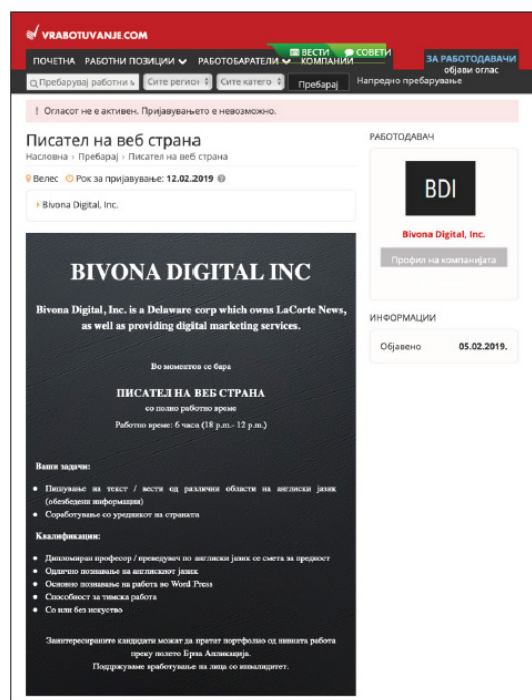 VRABOTUVANJE.COM
ВЕСТИ СОВЕТИ
ПОЧЕТНА РАБОТНИ ПОЗИЦИИ РАБОТОБАРАТЕЛИ КОМПАНИИ
ЗА РАБОТОДАВАЧИ
објави оглас
Пребарувај работни Сите регион Сите катего Пребарај Напредно пребарување
! Огласот не е активен. Пријавувањето е невозможно.
Писател на веб страна
Насловна › Пребарај › Писател на веб страна
Велес Рок за пријавување: 12.02.2019
Bivona Digital, Inc.
BIVONA DIGITAL INC
Bivona Digital, Inc. is a Delaware corp which owns LaCorte News,
as well as providing digital marketing services.
Во моментов се бара
ПИСАТЕЛ НА ВЕБ СТРАНА
со полно работно време
Работно време: 6 часа (18 p.m.- 12 p.m.)
Ваши задачи:
• Пишување на текст / вести од различни области на англиски јазик
(обезбедени информации)
• Соработување со уредникот на страната
Квалификации:
• Дипломиран професор / преведувач по англиски јазик се смета за предност
• Одлично познавање на англискиот јазик
• Основно познавање на работа во Word Press
• Способност за тимска работа
• Со или без искуство
Заинтересираните кандидати можат да пратат портфолио од нивната работа
преку полето Брза Апликација.
Поддржуваме вработување на лица со инвалидитет.
РАБОТОДАВАЧ
BDI
Bivona Digital, Inc.
Профил на компанијата
ИНФОРМАЦИИ
Објавено 05.02.2019.